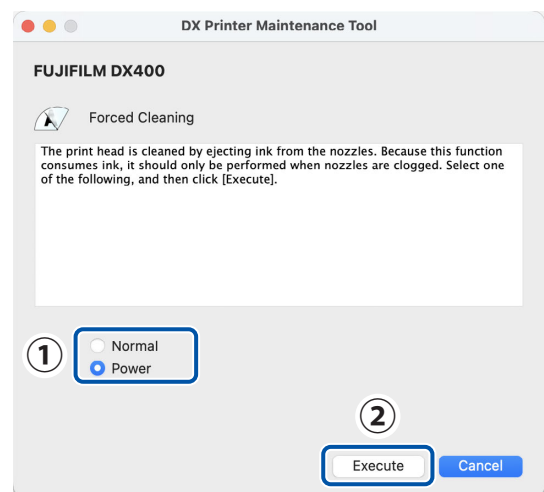 DX Printer Maintenance Tool
FUJIFILM DX400
Forced Cleaning
The print head is cleaned by ejecting ink from the nozzles. Because this function
consumes ink, it should only be performed when nozzles are clogged. Select one
of the following, and then click [Execute].
1
Normal
Power
2
Execute
Cancel